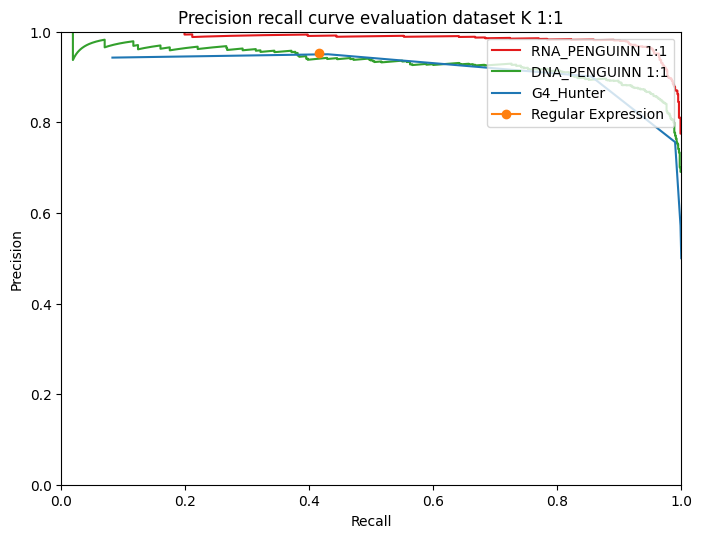 Precision recall curve evaluation dataset K 1:1
RNA_PENGUINN 1:1
DNA_PENGUINN 1:1
G4_Hunter
Regular Expression
Precision
1.0
0.8
0.6
0.4
0.2
0.0
0.0 0.2 0.4 0.6 0.8 1.0
Recall